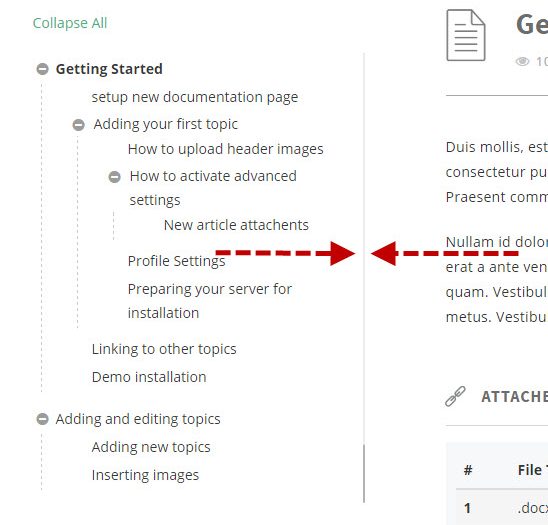 Collapse All
Getting Started
setup new documentation page
Adding your first topic
How to upload header images
How to activate advanced
settings
New article attachents
Profile Settings
Preparing your server for
installation
Linking to other topics
Demo installation
Adding and editing topics
Adding new topics
Inserting images
Ge
10
Duis mollis, est
consectetur pu
Praesent comm
Nullam id dolor
erat a ante ven
quam. Vestibul
metus. Vestibu
ATTACHE
# File T
1 .docx